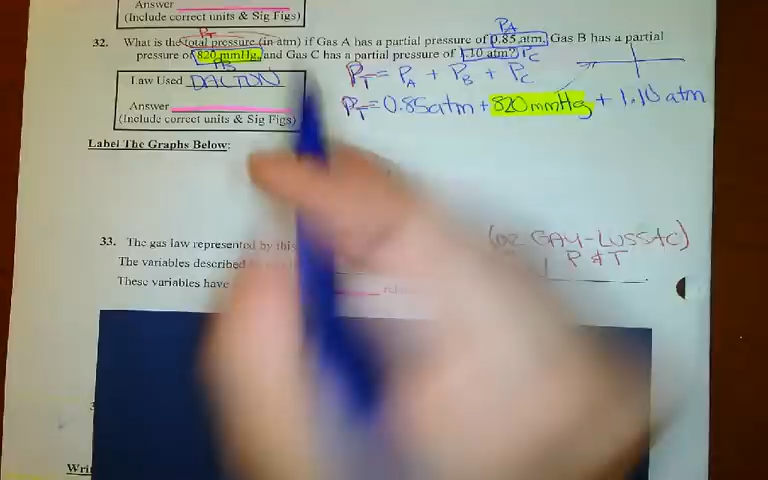 Answer
(Include correct units & Sig Figs)
PT PA
32. What is the total pressure (in atm) if Gas A has a partial pressure of 0.85 atm, Gas B has a partial
pressure of 820 mmHg, and Gas C has a partial pressure of 1.10 atm? PC
PB
Law Used DALTON
PT = PA + PB + PC
Answer
PT = 0.85atm + 820mmHg + 1.10 atm
(Include correct units & Sig Figs)
Label The Graphs Below:
33. The gas law represented by this
(or GAY-LUSSAC)
The variables described
P & T
These variables have
Wri